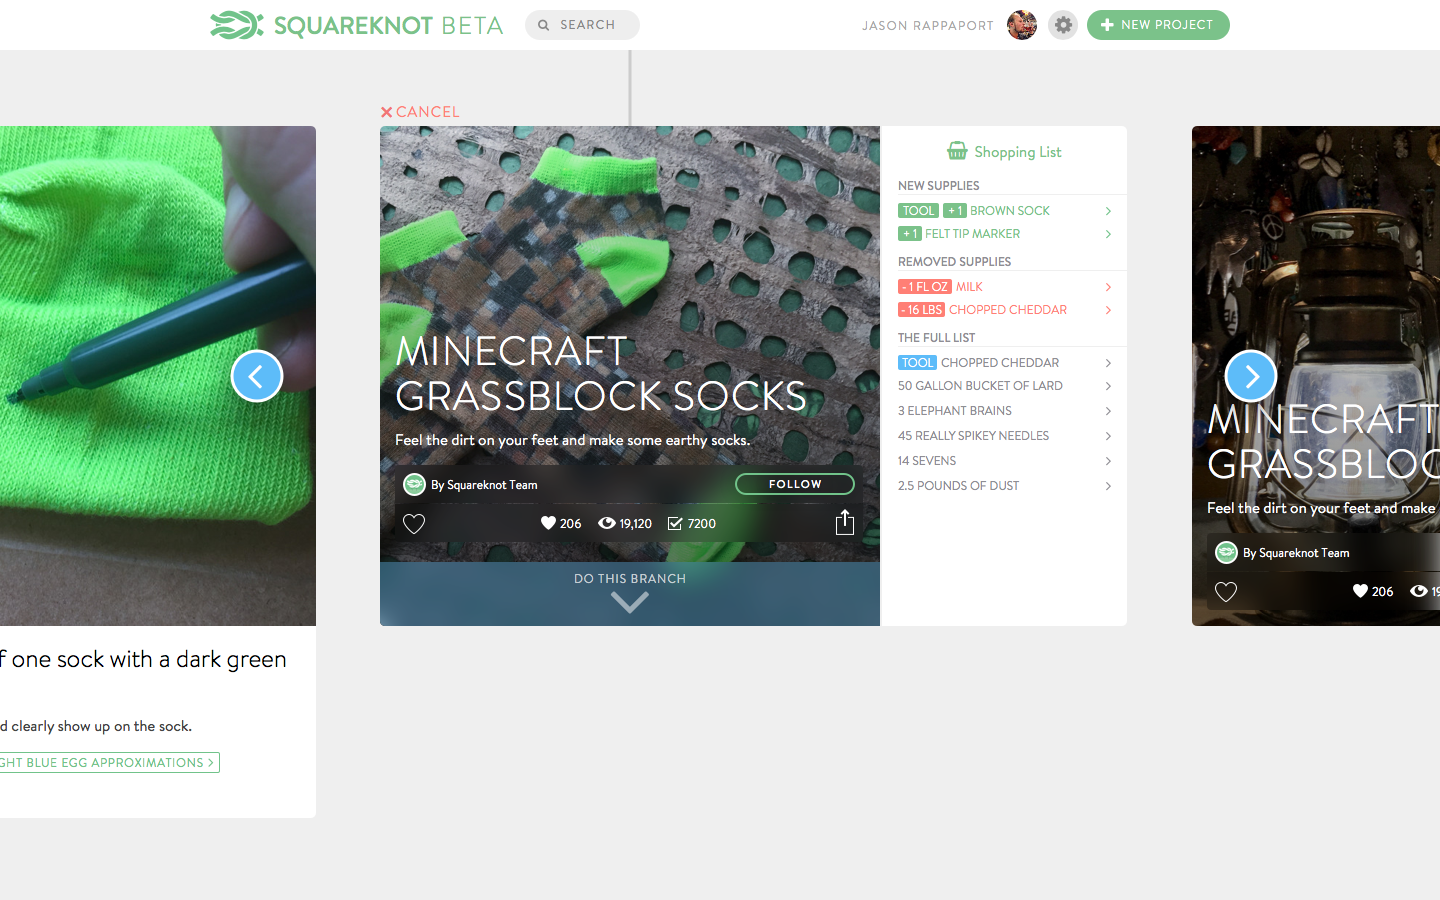 SQUAREKNOT BETA
SEARCH
JASON RAPPAPORT
NEW PROJECT
CANCEL
MINECRAFT
GRASSBLOCK SOCKS
Feel the dirt on your feet and make some earthy socks.
By Squareknot Team
FOLLOW
206 19,120 7200
DO THIS BRANCH
Shopping List
NEW SUPPLIES
TOOL + 1 BROWN SOCK
+ 1 FELT TIP MARKER
REMOVED SUPPLIES
- 1 FL OZ MILK
- 16 LBS CHOPPED CHEDDAR
THE FULL LIST
TOOL CHOPPED CHEDDAR
50 GALLON BUCKET OF LARD
3 ELEPHANT BRAINS
45 REALLY SPIKEY NEEDLES
14 SEVENS
2.5 POUNDS OF DUST
f one sock with a dark green
d clearly show up on the sock.
GHT BLUE EGG APPROXIMATIONS >
MINECRAFT
GRASSBLOC
Feel the dirt on your feet and make
By Squareknot Team
206 19